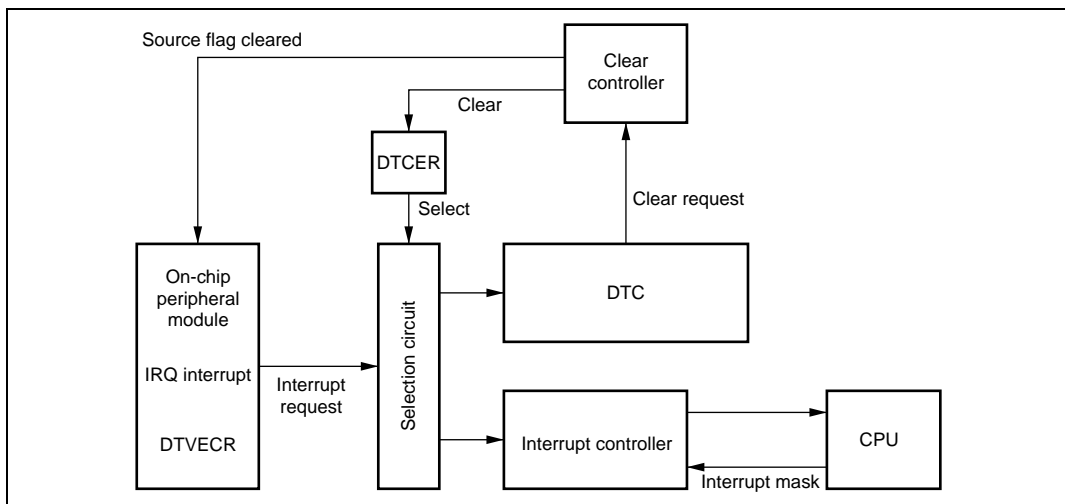 Source flag cleared
Clear
controller
Clear
DTCER
Select
Clear request
On-chip
peripheral
module
IRQ interrupt
DTVECR
Interrupt
request
Selection circuit
DTC
Interrupt controller
CPU
Interrupt mask